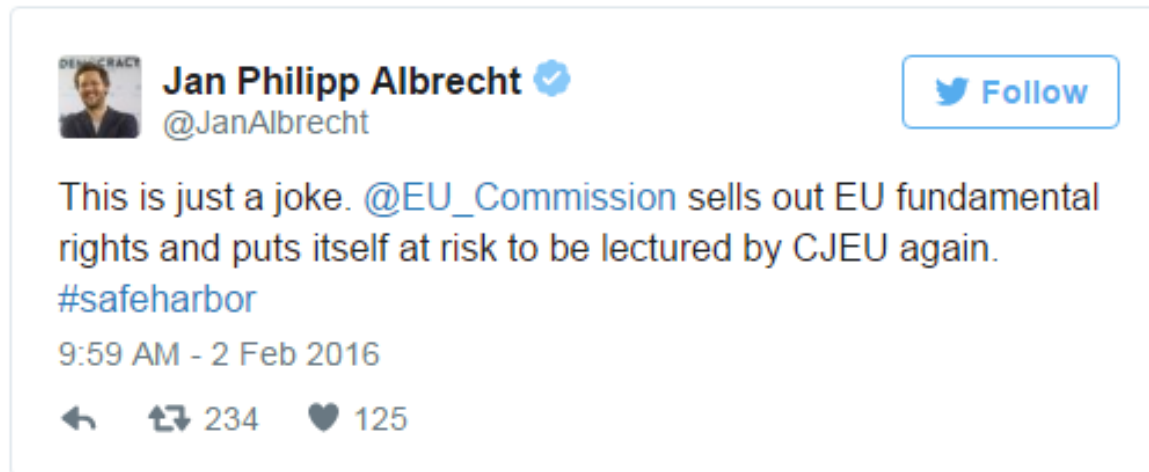 DEMOCRACY
Jan Philipp Albrecht
@JanAlbrecht
Follow
This is just a joke. @EU_Commission sells out EU fundamental
rights and puts itself at risk to be lectured by CJEU again.
#safeharbor
9:59 AM - 2 Feb 2016
234 125